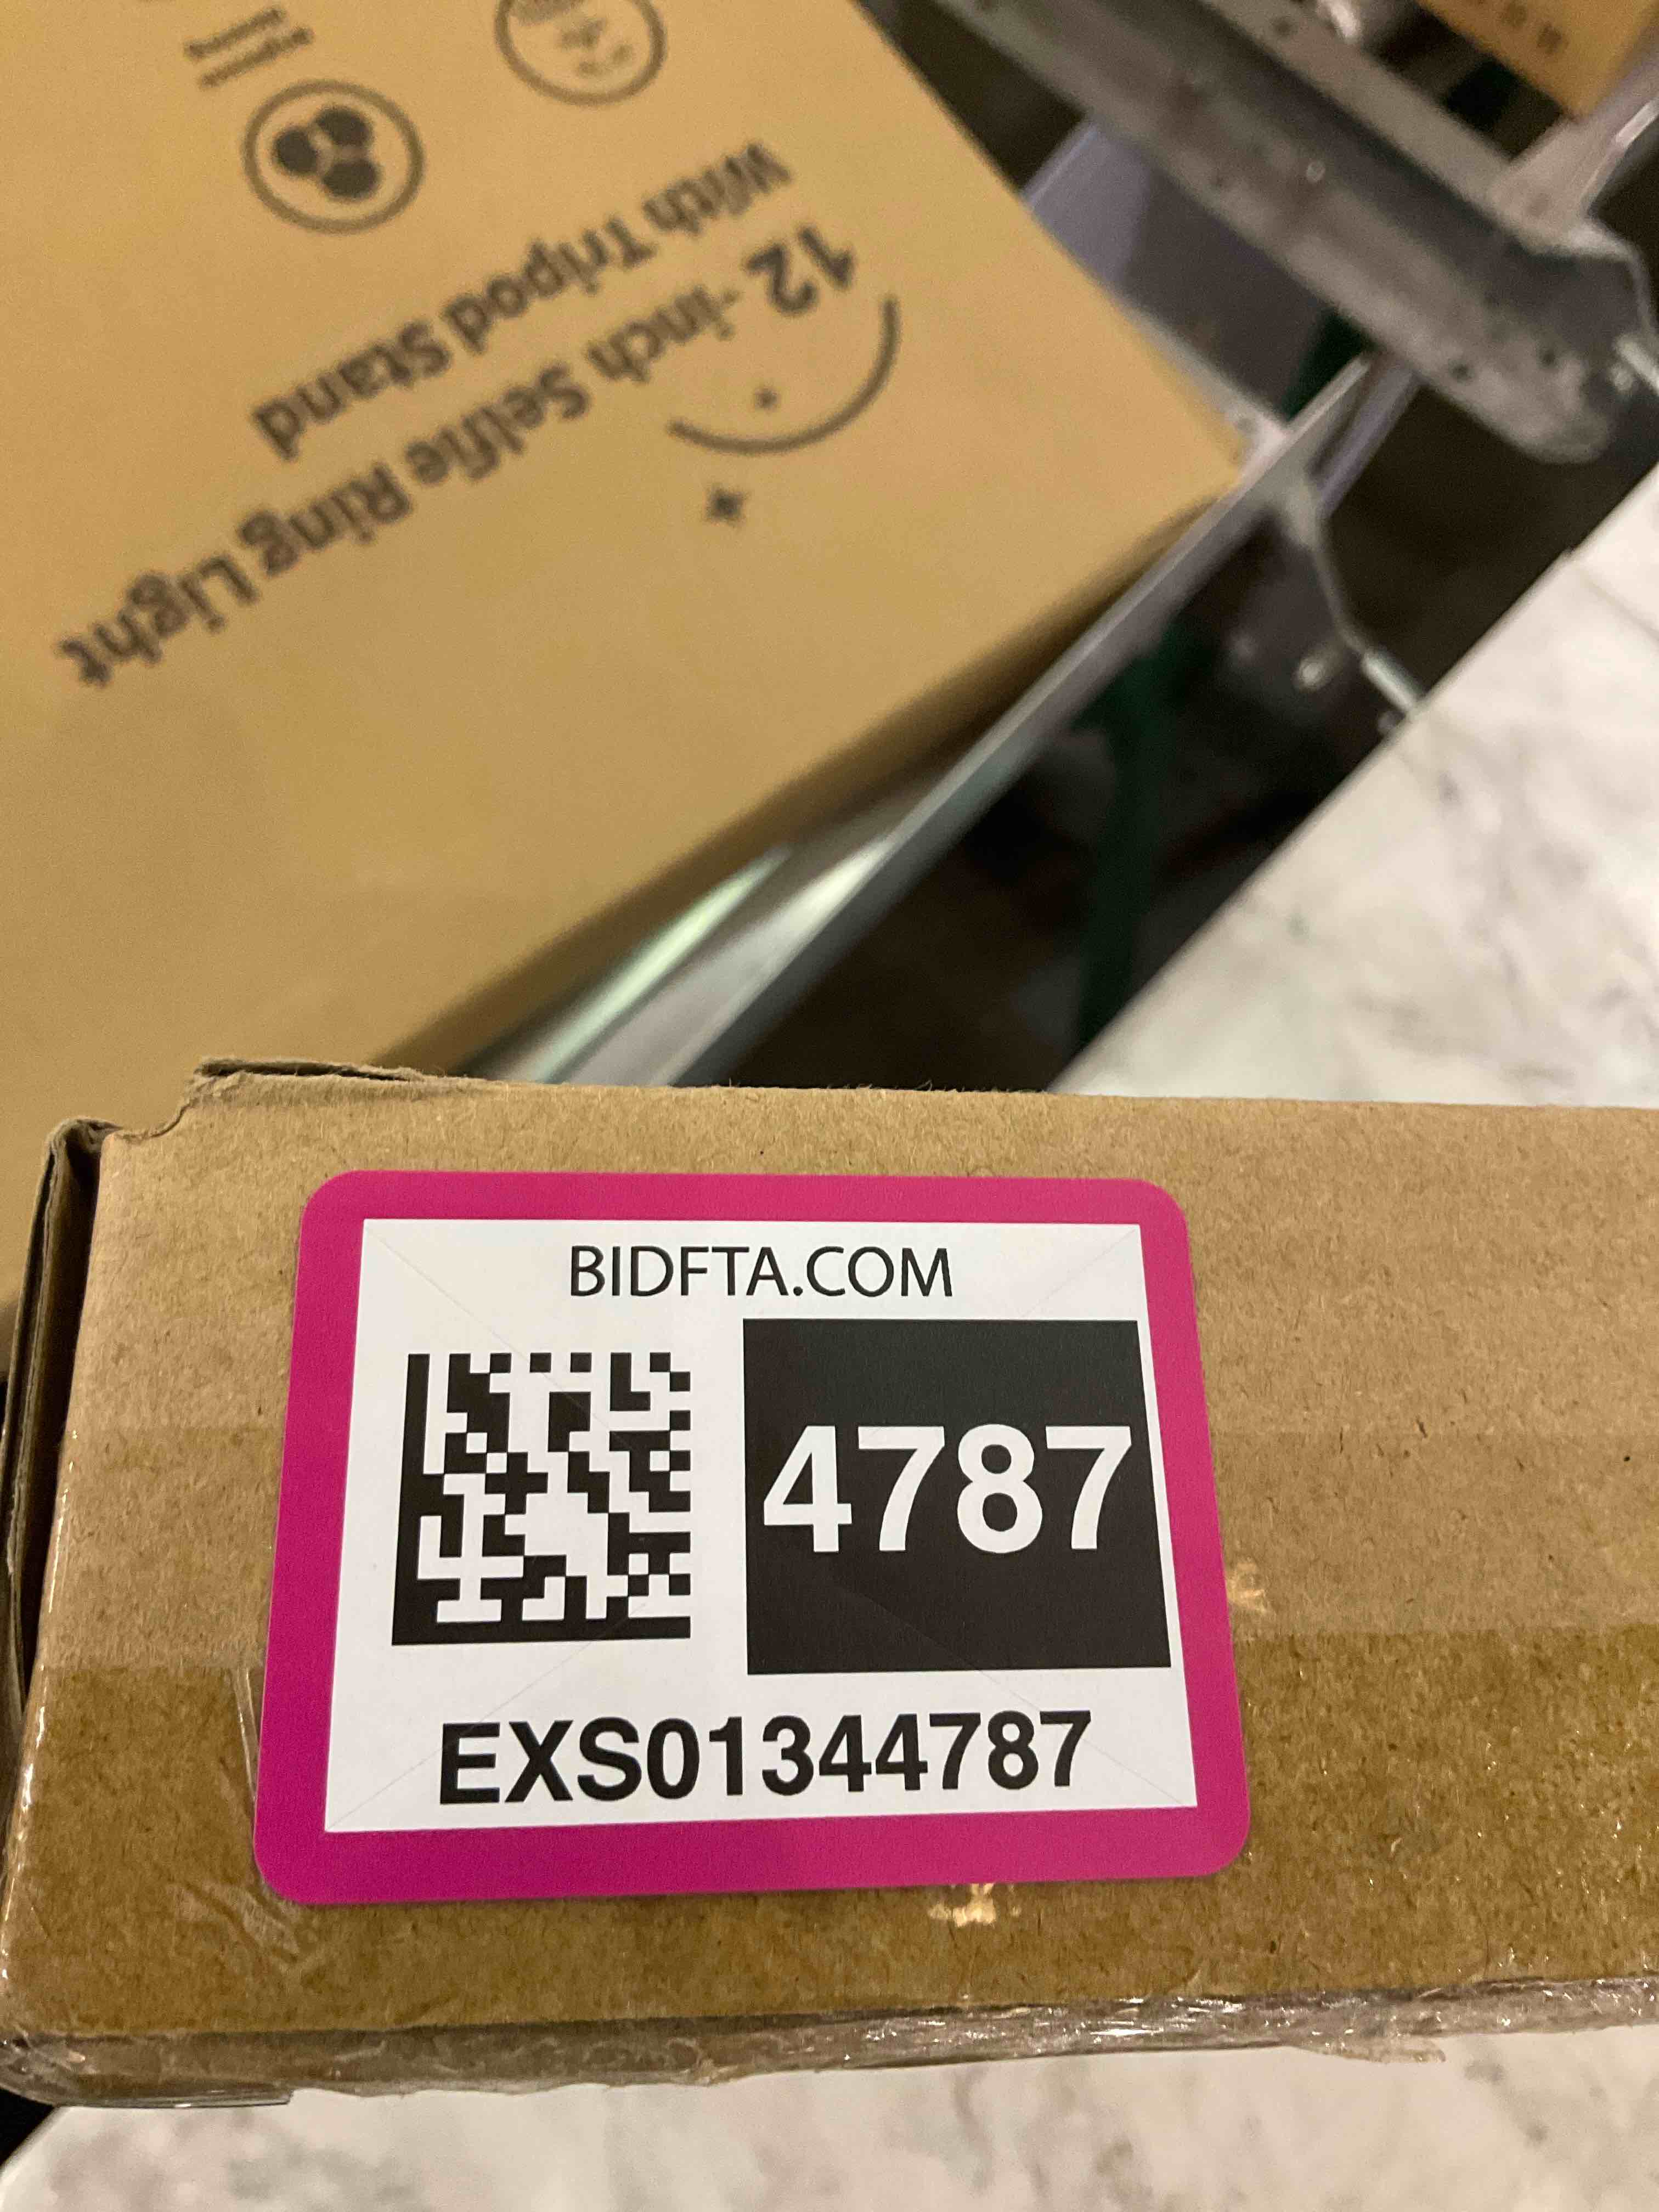 12-inch Selfie Ring Light
With Tripod Stand
BIDFTA.COM
4787
EXS01344787